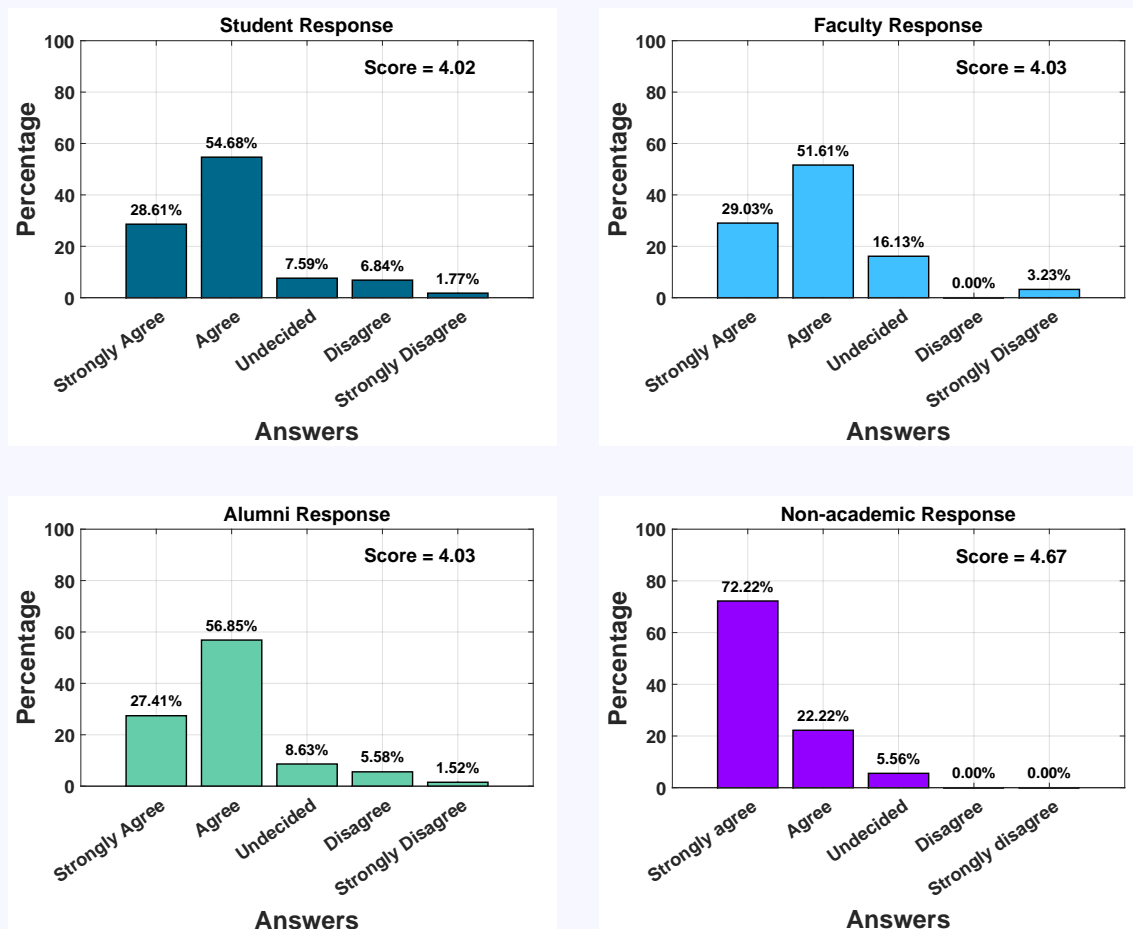 Student Response
Score = 4.02
Percentage
100
80
60
40
20
0
28.61%
54.68%
7.59%
6.84%
1.77%
Strongly Agree
Agree
Undecided
Disagree
Strongly Disagree
Answers
Faculty Response
Score = 4.03
Percentage
100
80
60
40
20
0
29.03%
51.61%
16.13%
0.00%
3.23%
Strongly Agree
Agree
Undecided
Disagree
Strongly Disagree
Answers
Alumni Response
Score = 4.03
Percentage
100
80
60
40
20
0
27.41%
56.85%
8.63%
5.58%
1.52%
Strongly Agree
Agree
Undecided
Disagree
Strongly Disagree
Answers
Non-academic Response
Score = 4.67
Percentage
100
80
60
40
20
0
72.22%
22.22%
5.56%
0.00%
0.00%
Strongly agree
Agree
Undecided
Disagree
Strongly disagree
Answers